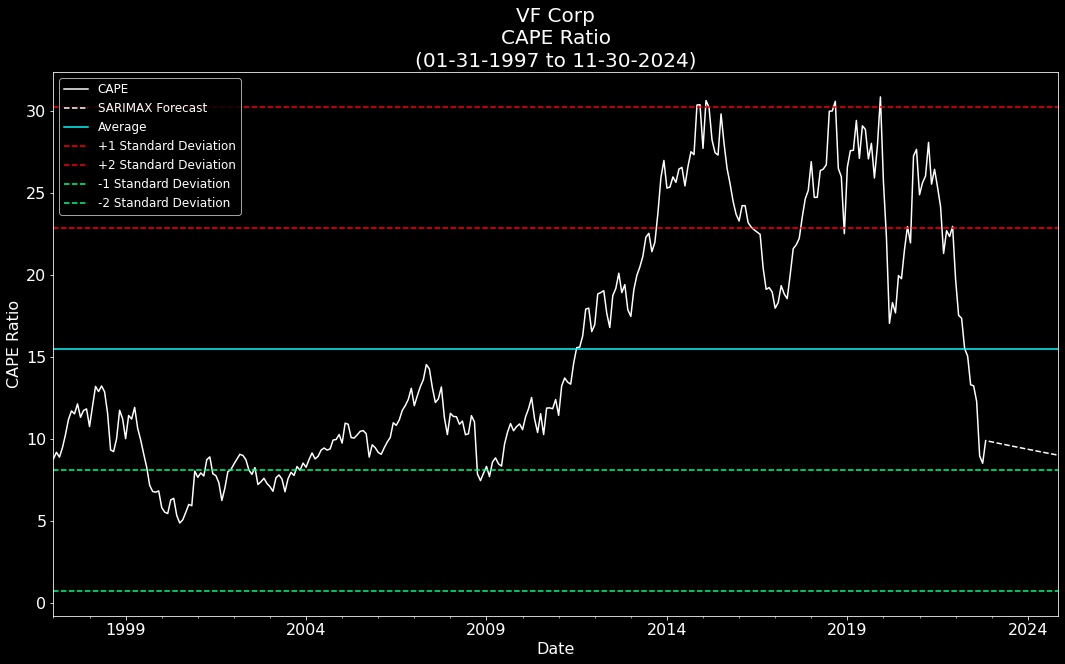 VF Corp
CAPE Ratio
(01-31-1997 to 11-30-2024)
CAPE
SARIMAX Forecast
Average
+1 Standard Deviation
+2 Standard Deviation
-1 Standard Deviation
-2 Standard Deviation
30
25
20
15
10
5
0
CAPE Ratio
1999
2004
2009
2014
2019
2024
Date